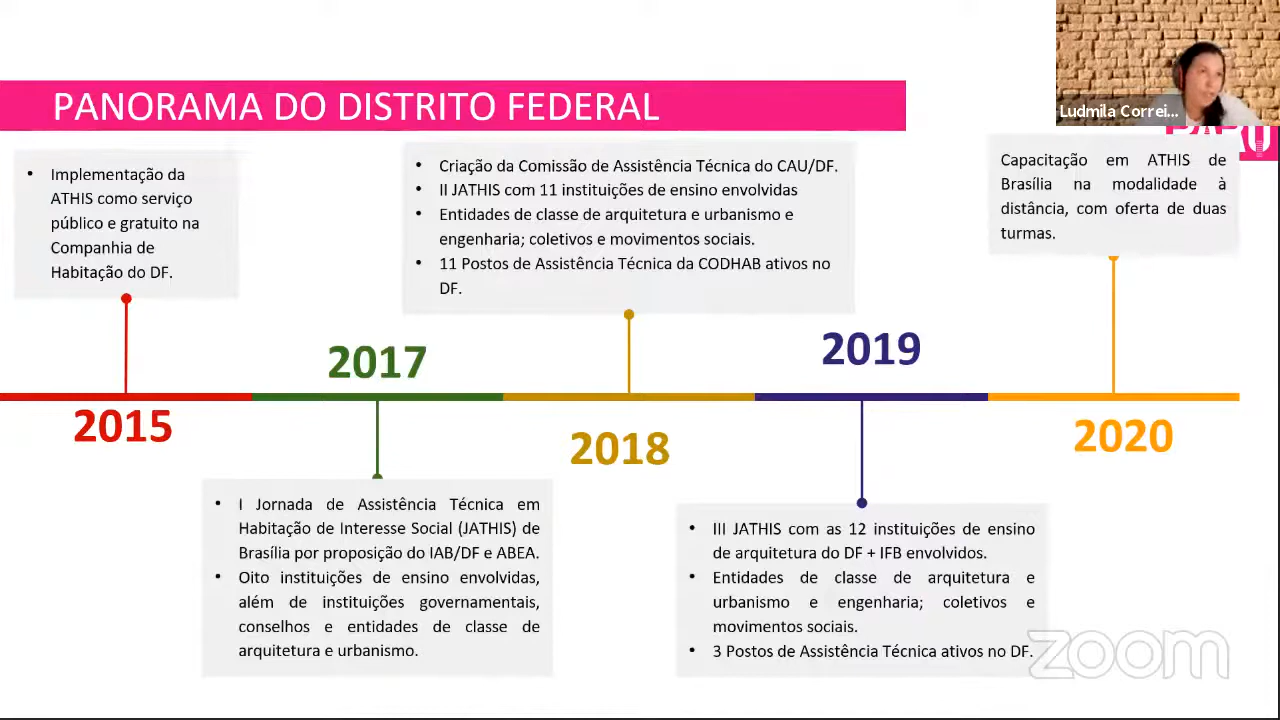 PANORAMA DO DISTRITO FEDERAL
Ludmila Correi...
• Implementação da
ATHIS como serviço
público e gratuito na
Companhia de
Habitação do DF.
• Criação da Comissão de Assistência Técnica do CAU/DF.
• II JATHIS com 11 instituições de ensino envolvidas
• Entidades de classe de arquitetura e urbanismo e
engenharia; coletivos e movimentos sociais.
• 11 Postos de Assistência Técnica da CODHAB ativos no
DF.
Capacitação em ATHIS de
Brasília na modalidade à
distância, com oferta de duas
turmas.
2015
2017
2018
2019
2020
• I Jornada de Assistência Técnica em
Habitação de Interesse Social (JATHIS) de
Brasília por proposição do IAB/DF e ABEA.
• Oito instituições de ensino envolvidas,
além de instituições governamentais,
conselhos e entidades de classe de
arquitetura e urbanismo.
• III JATHIS com as 12 instituições de ensino
de arquitetura do DF + IFB envolvidos.
• Entidades de classe de arquitetura e
urbanismo e engenharia; coletivos e
movimentos sociais.
• 3 Postos de Assistência Técnica ativos no DF.
zoom